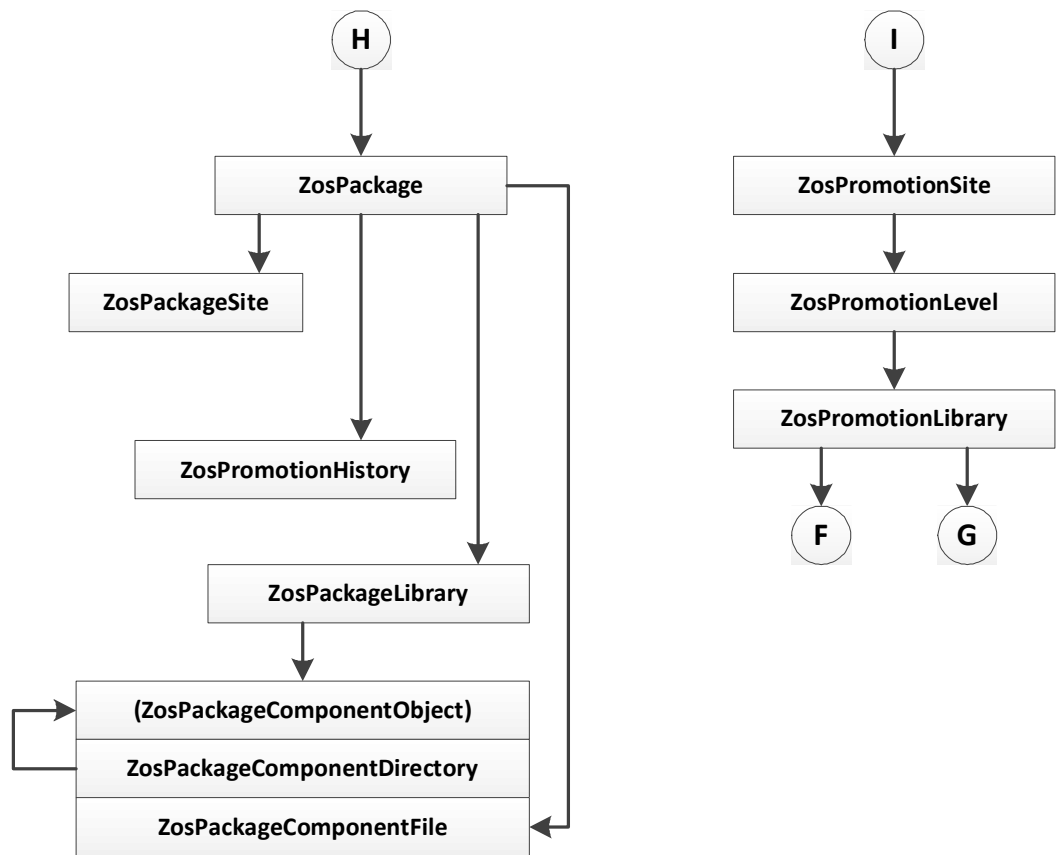 H
ZosPackage
ZosPackageSite
ZosPromotionHistory
ZosPackageLibrary
(ZosPackageComponentObject)
ZosPackageComponentDirectory
ZosPackageComponentFile
I
ZosPromotionSite
ZosPromotionLevel
ZosPromotionLibrary
F
G